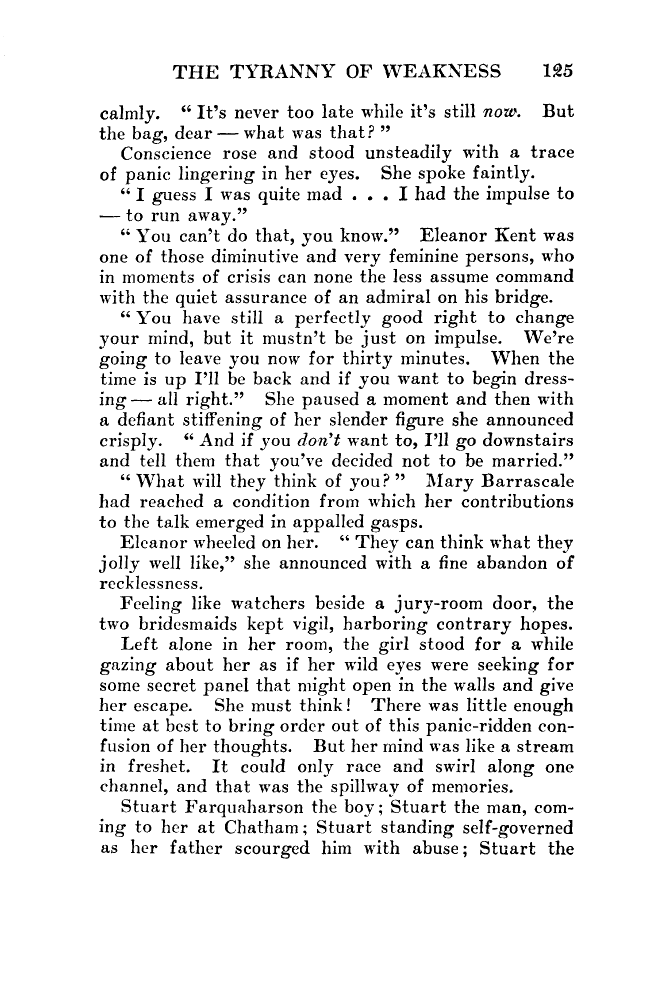 THE TYRANNY OF WEAKNESS 125
calmly. “It's never too late while it's still now. But
the bag, dear — what was that?”
Conscience rose and stood unsteadily with a trace
of panic lingering in her eyes. She spoke faintly.
“I guess I was quite mad . . . I had the impulse to
— to run away.”
“You can't do that, you know.” Eleanor Kent was
one of those diminutive and very feminine persons, who
in moments of crisis can none the less assume command
with the quiet assurance of an admiral on his bridge.
“You have still a perfectly good right to change
your mind, but it mustn't be just on impulse. We're
going to leave you now for thirty minutes. When the
time is up I'll be back and if you want to begin dress-
ing — all right.” She paused a moment and then with
a defiant stiffening of her slender figure she announced
crisply. “And if you don't want to, I'll go downstairs
and tell them that you've decided not to be married.”
“What will they think of you?” Mary Barrascale
had reached a condition from which her contributions
to the talk emerged in appalled gasps.
Eleanor wheeled on her. “They can think what they
jolly well like,” she announced with a fine abandon of
recklessness.
Feeling like watchers beside a jury-room door, the
two bridesmaids kept vigil, harboring contrary hopes.
Left alone in her room, the girl stood for a while
gazing about her as if her wild eyes were seeking for
some secret panel that might open in the walls and give
her escape. She must think! There was little enough
time at best to bring order out of this panic-ridden con-
fusion of her thoughts. But her mind was like a stream
in freshet. It could only race and swirl along one
channel, and that was the spillway of memories.
Stuart Farquaharson the boy; Stuart the man, com-
ing to her at Chatham; Stuart standing self-governed
as her father scourged him with abuse; Stuart the